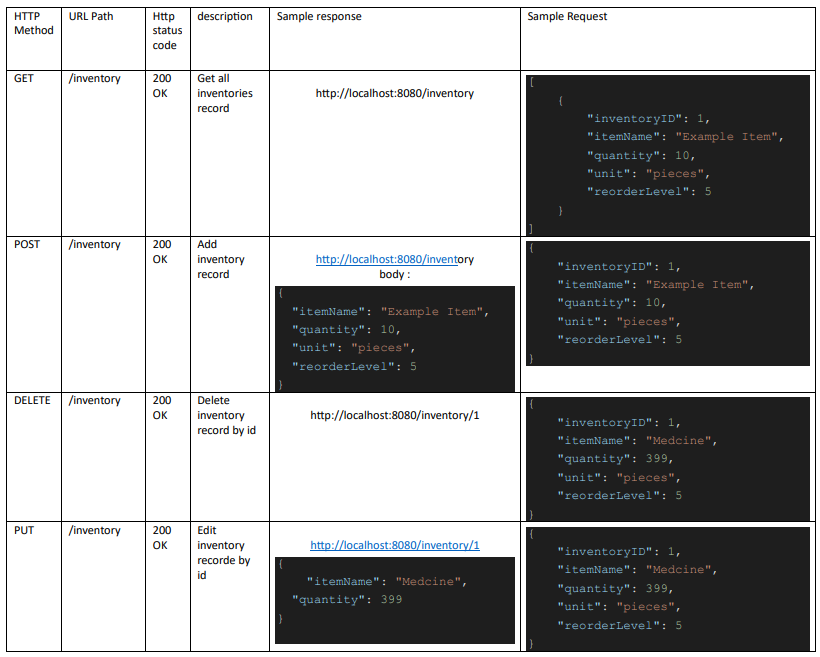 HTTP Method
URL Path
Http status code
description
Sample response
Sample Request
GET
/inventory
200 OK
Get all inventories record
http://localhost:8080/inventory
[
{
"inventoryID": 1,
"itemName": "Example Item",
"quantity": 10,
"unit": "pieces",
"reorderLevel": 5
}
]
POST
/inventory
200 OK
Add inventory record
http://localhost:8080/inventory
body :
{
"itemName": "Example Item",
"quantity": 10,
"unit": "pieces",
"reorderLevel": 5
}
{
"inventoryID": 1,
"itemName": "Example Item",
"quantity": 10,
"unit": "pieces",
"reorderLevel": 5
}
DELETE
/inventory
200 OK
Delete inventory record by id
http://localhost:8080/inventory/1
{
"inventoryID": 1,
"itemName": "Medcine",
"quantity": 399,
"unit": "pieces",
"reorderLevel": 5
}
PUT
/inventory
200 OK
Edit inventory recorde by id
http://localhost:8080/inventory/1
{
"itemName": "Medcine",
"quantity": 399
}
{
"inventoryID": 1,
"itemName": "Medcine",
"quantity": 399,
"unit": "pieces",
"reorderLevel": 5
}